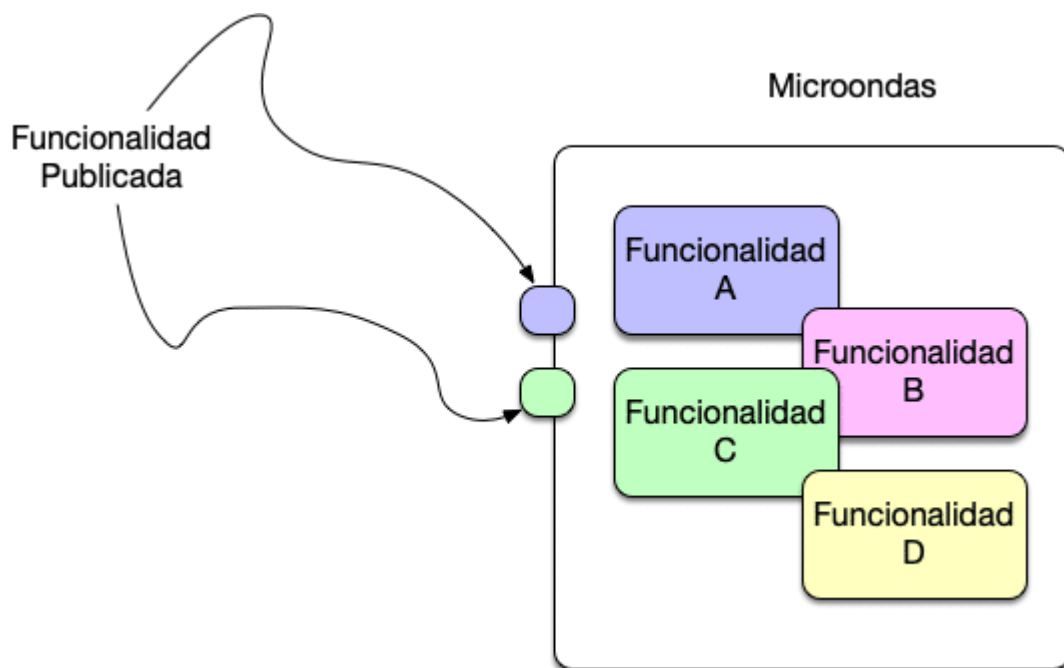 Microondas
Funcionalidad
Publicada
Funcionalidad
A
Funcionalidad
B
Funcionalidad
C
Funcionalidad
D